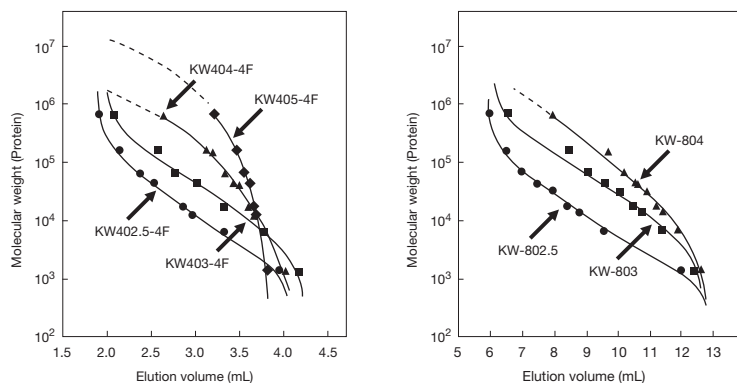 10⁷
10⁶
10⁵
10⁴
10³
10²
Molecular weight (Protein)
KW404-4F
KW405-4F
KW402.5-4F
KW403-4F
1.5 2.0 2.5 3.0 3.5 4.0 4.5
Elution volume (mL)
10⁷
10⁶
10⁵
10⁴
10³
10²
Molecular weight (Protein)
KW-804
KW-802.5
KW-803
5 6 7 8 9 10 11 12 13
Elution volume (mL)